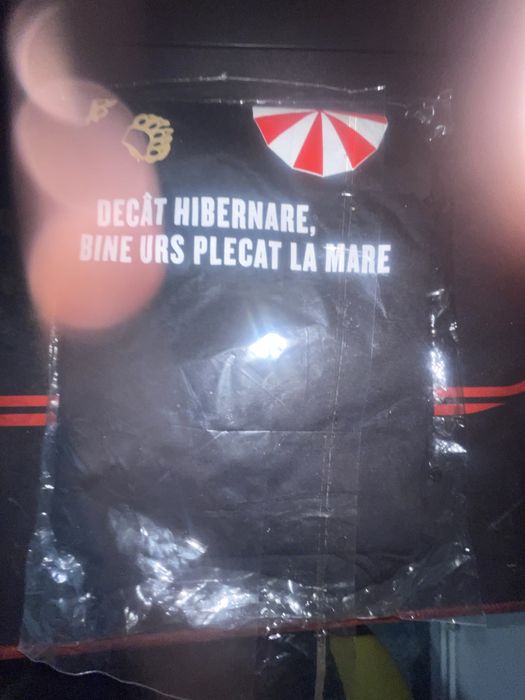 DECÂT HIBERNARE,
BINE URS PLECAT LA MARE